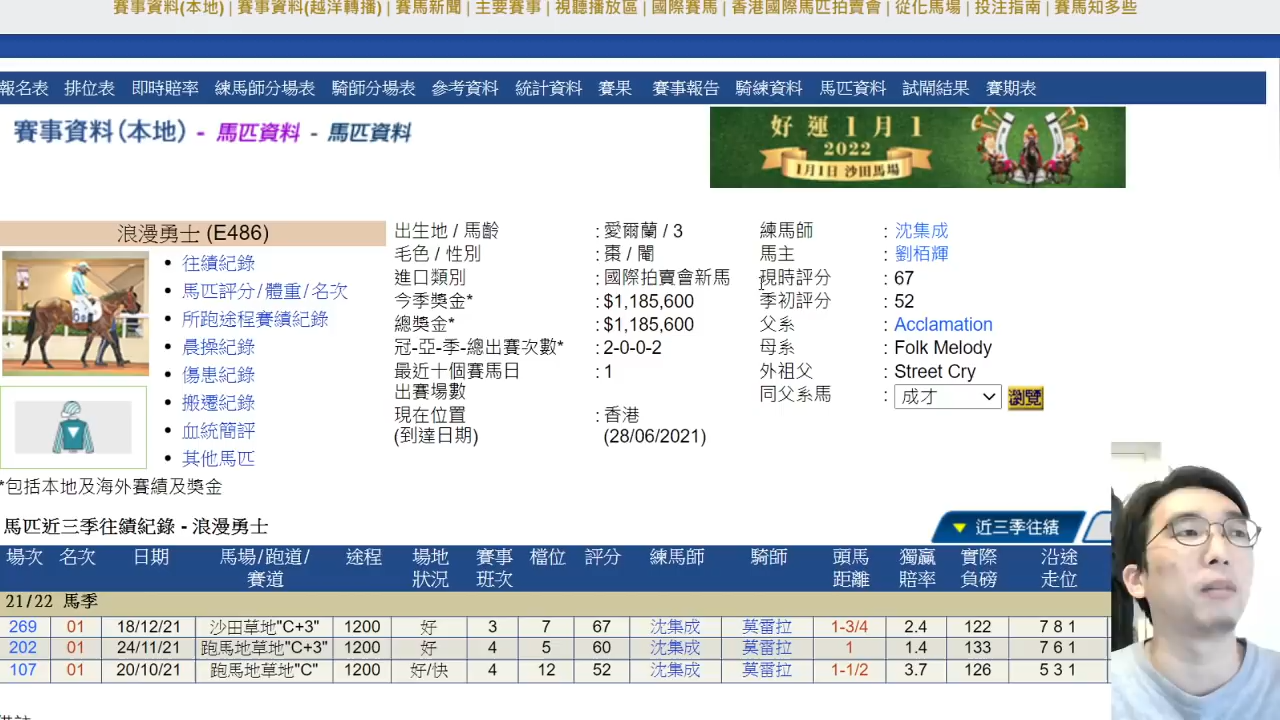 賽事資料(本地) | 賽事資料(越洋轉播) | 賽馬新聞 | 主要賽事 | 視聽播放區 | 國際賽馬 | 香港國際馬匹拍賣會 | 從化馬場 | 投注指南 | 賽馬知多些
報名表 排位表 即時賠率 練馬師分場表 騎師分場表 參考資料 統計資料 賽果 賽事報告 騎練資料 馬匹資料 試閘結果 賽期表
賽事資料(本地) - 馬匹資料 - 馬匹資料
好運1月1
2022
1月1日 沙田馬場
浪漫勇士 (E486)
往績紀錄
馬匹評分/體重/名次
所跑途程賽績紀錄
晨操紀錄
傷患紀錄
搬遷紀錄
血統簡評
其他馬匹
出生地 / 馬齡 : 愛爾蘭 / 3
毛色 / 性別 : 棗 / 閹
進口類別 : 國際拍賣會新馬
今季獎金* : $1,185,600
總獎金* : $1,185,600
冠-亞-季-總出賽次數* : 2-0-0-2
最近十個賽馬日 : 1
出賽場數
現在位置 : 香港
(到達日期) (28/06/2021)
練馬師 : 沈集成
馬主 : 劉栢輝
現時評分 : 67
季初評分 : 52
父系 : Acclamation
母系 : Folk Melody
外祖父 : Street Cry
同父系馬 : 成才 瀏覽
*包括本地及海外賽績及獎金
馬匹近三季往績紀錄 - 浪漫勇士
近三季往績
場次 名次 日期 馬場/跑道/賽道 途程 場地狀況 賽事班次 檔位 評分 練馬師 騎師 頭馬距離 獨贏賠率 實際負磅 沿途走位
21/22 馬季
269 01 18/12/21 沙田草地"C+3" 1200 好 3 7 67 沈集成 莫雷拉 1-3/4 2.4 122 7 8 1
202 01 24/11/21 跑馬地草地"C+3" 1200 好 4 5 60 沈集成 莫雷拉 1 1.4 133 7 6 1
107 01 20/10/21 跑馬地草地"C" 1200 好/快 4 12 52 沈集成 莫雷拉 1-1/2 3.7 126 5 3 1